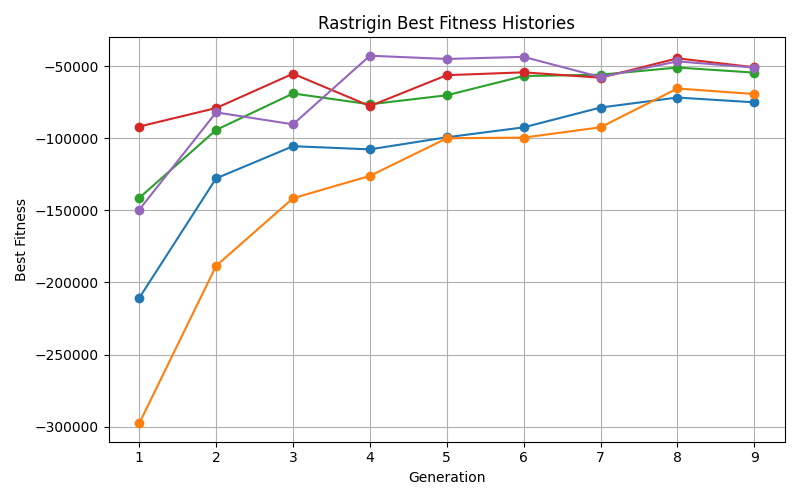 Rastrigin Best Fitness Histories
Best Fitness
−50000
−100000
−150000
−200000
−250000
−300000
1 2 3 4 5 6 7 8 9
Generation